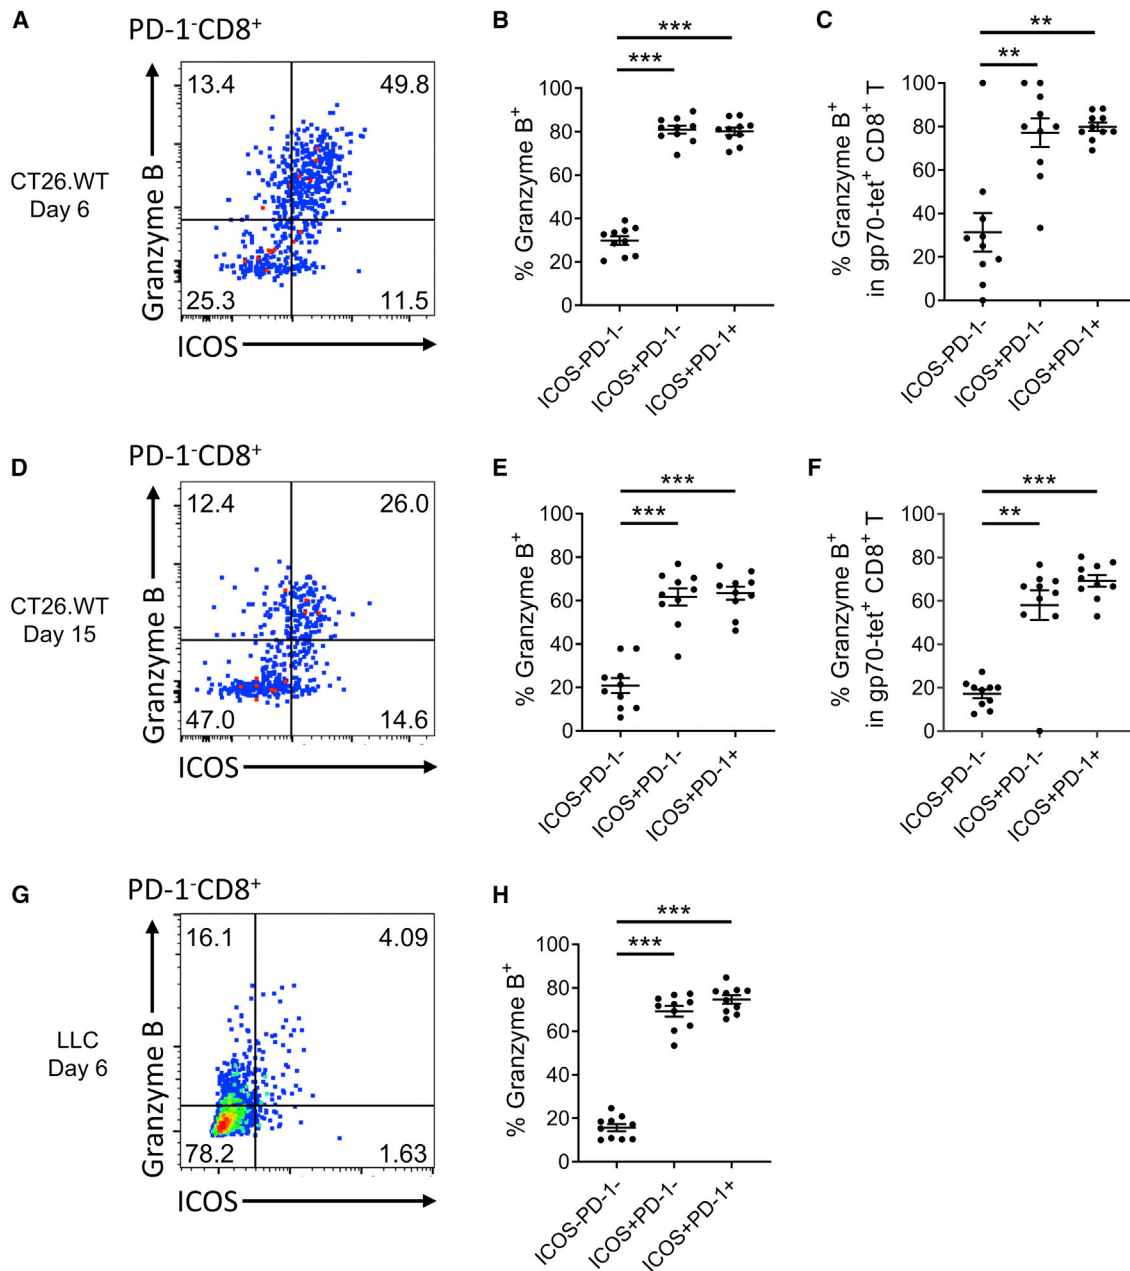 A
PD-1⁻CD8⁺
CT26.WT
Day 6
Granzyme B
13.4
49.8
25.3
11.5
ICOS
B
***
***
% Granzyme B⁺
100
80
60
40
20
0
ICOS-PD-1-
ICOS+PD-1-
ICOS+PD-1+
C
**
**
% Granzyme B⁺
in gp70-tet⁺ CD8⁺ T
100
80
60
40
20
0
ICOS-PD-1-
ICOS+PD-1-
ICOS+PD-1+
D
PD-1⁻CD8⁺
CT26.WT
Day 15
Granzyme B
12.4
26.0
47.0
14.6
ICOS
E
***
***
% Granzyme B⁺
100
80
60
40
20
0
ICOS-PD-1-
ICOS+PD-1-
ICOS+PD-1+
F
***
**
% Granzyme B⁺
in gp70-tet⁺ CD8⁺ T
100
80
60
40
20
0
ICOS-PD-1-
ICOS+PD-1-
ICOS+PD-1+
G
PD-1⁻CD8⁺
LLC
Day 6
Granzyme B
16.1
4.09
78.2
1.63
ICOS
H
***
***
% Granzyme B⁺
100
80
60
40
20
0
ICOS-PD-1-
ICOS+PD-1-
ICOS+PD-1+